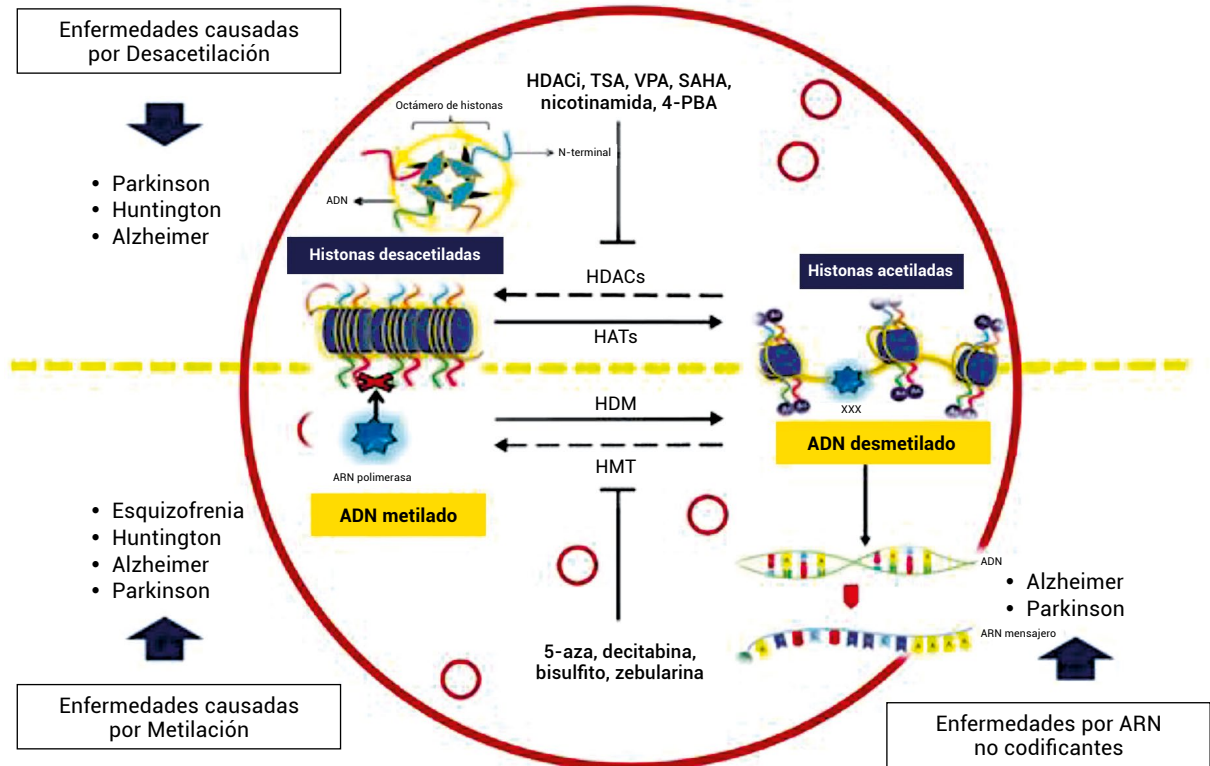 Enfermedades causadas
por Desacetilación
• Parkinson
• Huntington
• Alzheimer
HDACi, TSA, VPA, SAHA,
nicotinamida, 4-PBA
Octámero de histonas
N-terminal
ADN
Histonas desacetiladas
Histonas acetiladas
HDACs
HATs
HDM
HMT
XXX
ARN polimerasa
ADN metilado
ADN desmetilado
• Esquizofrenia
• Huntington
• Alzheimer
• Parkinson
Enfermedades causadas
por Metilación
5-aza, decitabina,
bisulfito, zebularina
ADN
ARN mensajero
• Alzheimer
• Parkinson
Enfermedades por ARN
no codificantes